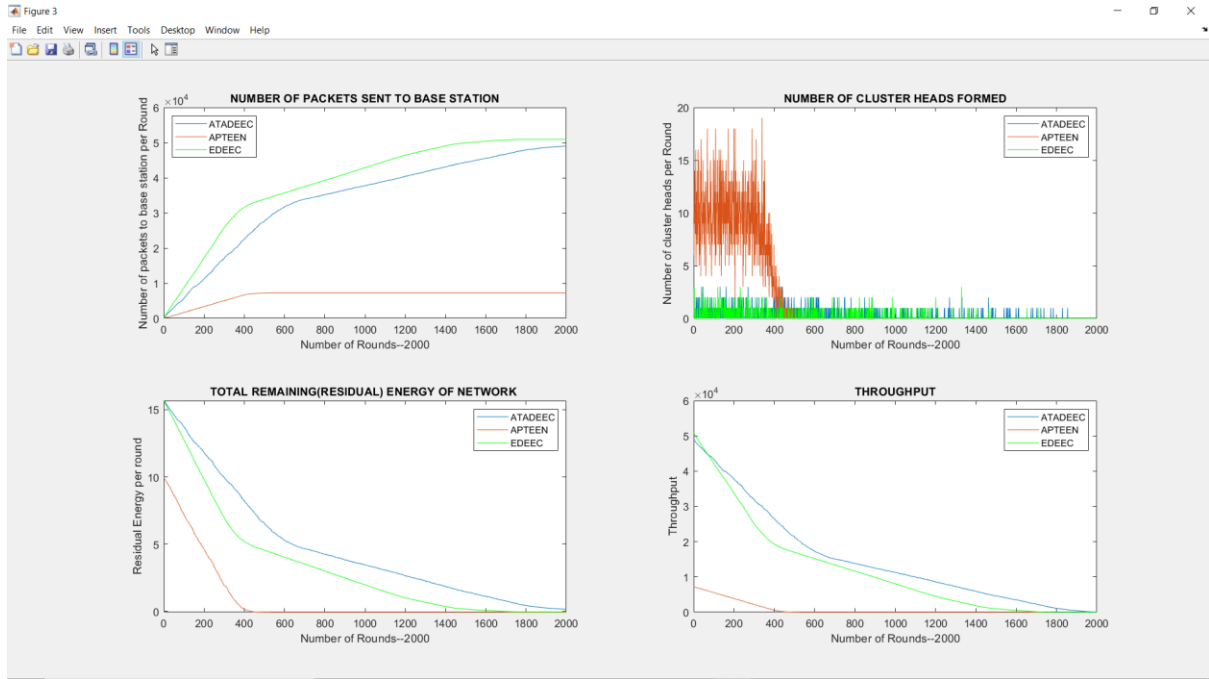 Figure 3
File Edit View Insert Tools Desktop Window Help
NUMBER OF PACKETS SENT TO BASE STATION
×10^4
Number of packets to base station per Round
6
5
4
3
2
1
0
ATADEEC
APTEEN
EDEEC
0 200 400 600 800 1000 1200 1400 1600 1800 2000
Number of Rounds--2000
NUMBER OF CLUSTER HEADS FORMED
Number of cluster heads per Round
20
15
10
5
0
ATADEEC
APTEEN
EDEEC
0 200 400 600 800 1000 1200 1400 1600 1800 2000
Number of Rounds--2000
TOTAL REMAINING(RESIDUAL) ENERGY OF NETWORK
Residual Energy per round
15
10
5
0
ATADEEC
APTEEN
EDEEC
0 200 400 600 800 1000 1200 1400 1600 1800 2000
Number of Rounds--2000
THROUGHPUT
×10^4
Throughput
6
5
4
3
2
1
0
ATADEEC
APTEEN
EDEEC
0 200 400 600 800 1000 1200 1400 1600 1800 2000
Number of Rounds--2000